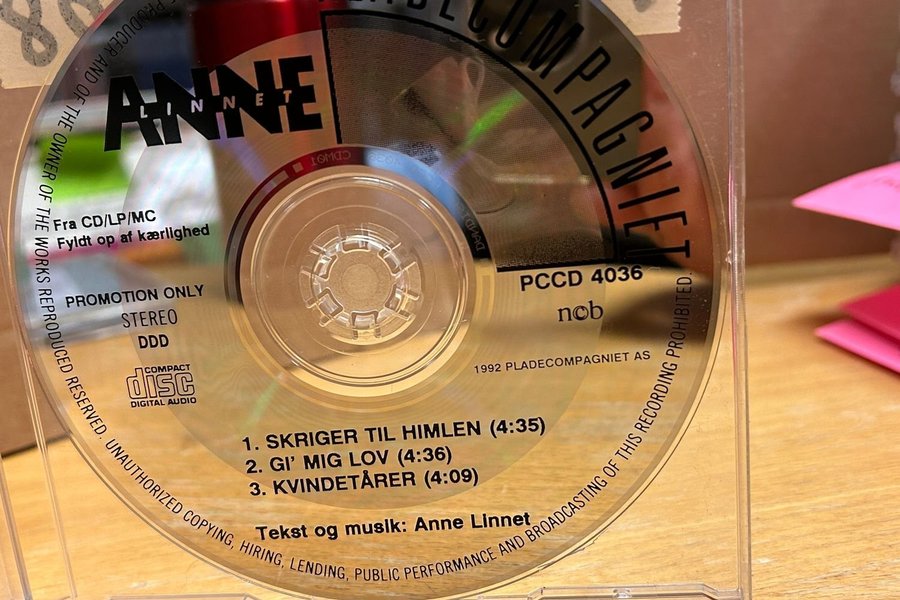 ANNE
LINNET
COMPAGNIET
Fra CD/LP/MC
Fyldt op af kærlighed
PROMOTION ONLY
STEREO
DDD
COMPACT
disc
DIGITAL AUDIO
PCCD 4036
ncb
1992 PLADECOMPAGNIET AS
1. SKRIGER TIL HIMLEN (4:35)
2. GI' MIG LOV (4:36)
3. KVINDETÅRER (4:09)
Tekst og musik: Anne Linnet
PRODUCER AND OF THE OWNER OF THE WORKS REPRODUCED RESERVED. UNAUTHORIZED COPYING, HIRING, LENDING, PUBLIC PERFORMANCE AND BROADCASTING OF THIS RECORDING PROHIBITED.